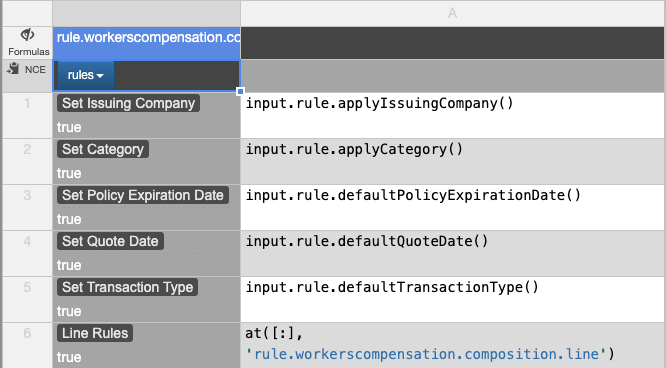 A
Formulas
rule.workerscompensation.co
NCE
rules
1
Set Issuing Company
true
input.rule.applyIssuingCompany()
2
Set Category
true
input.rule.applyCategory()
3
Set Policy Expiration Date
true
input.rule.defaultPolicyExpirationDate()
4
Set Quote Date
true
input.rule.defaultQuoteDate()
5
Set Transaction Type
true
input.rule.defaultTransactionType()
6
Line Rules
true
at([:],
'rule.workerscompensation.composition.line')